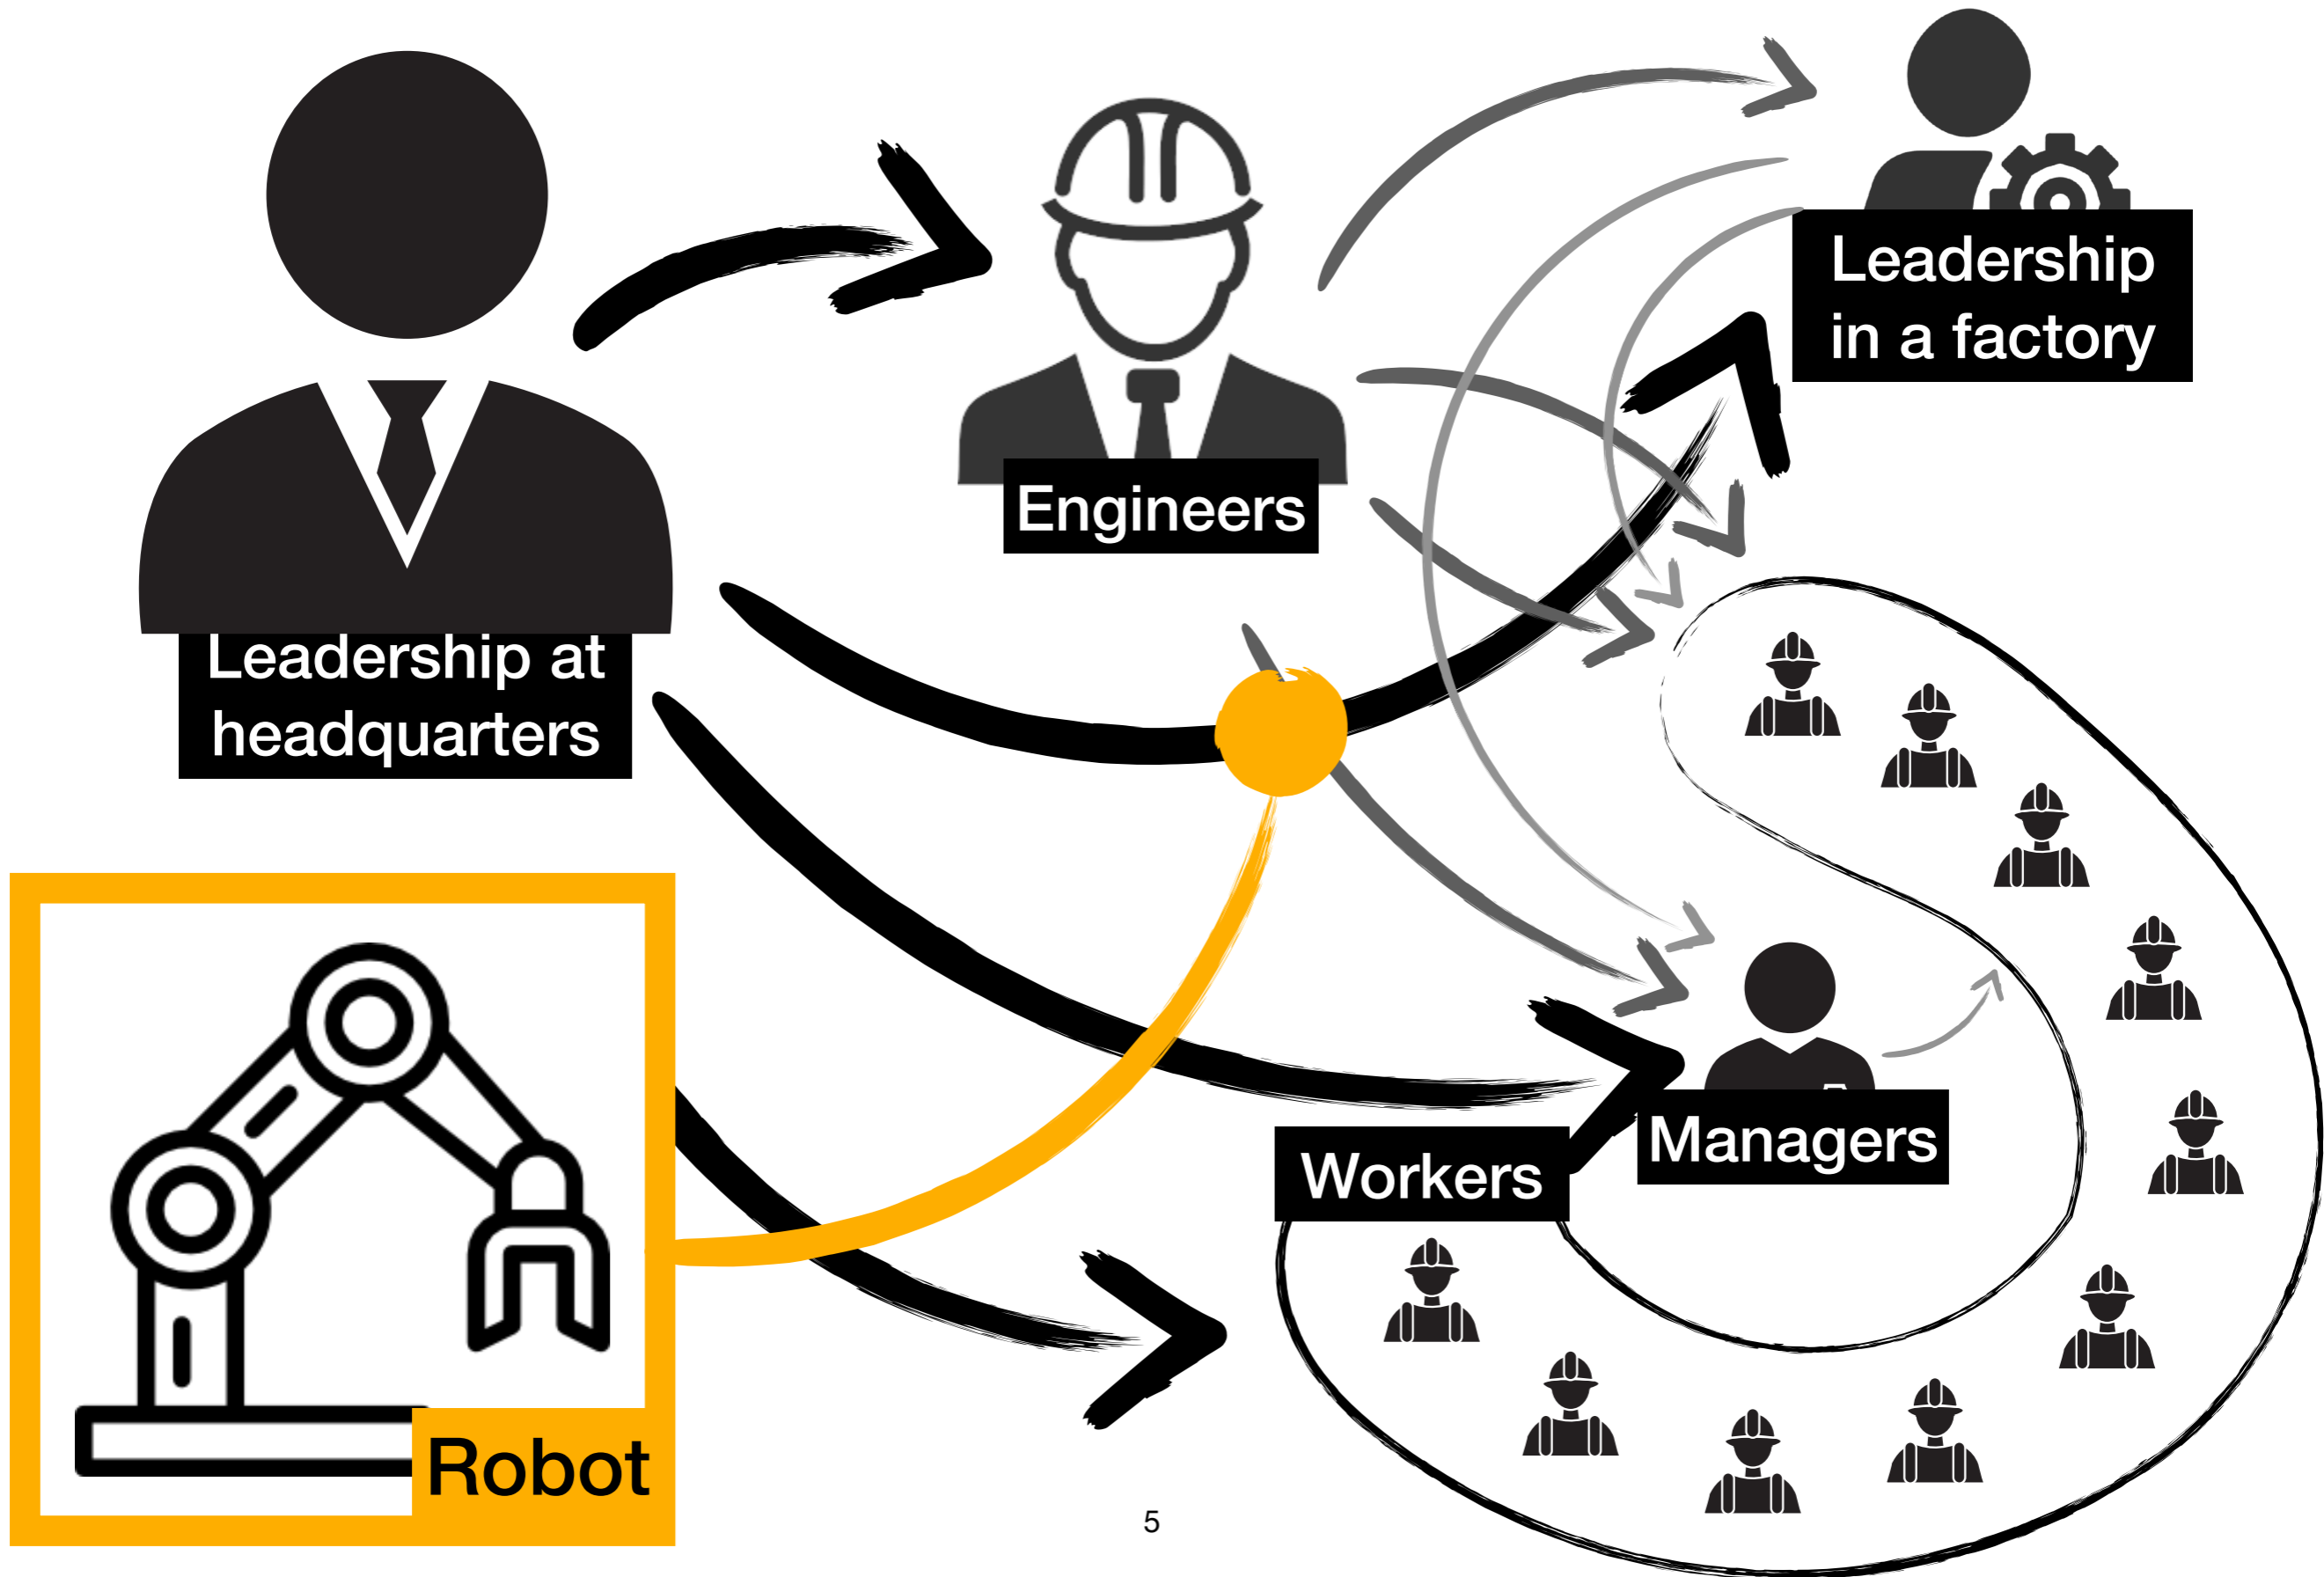 Leadership
in a factory
Engineers
Leadership at
headquarters
Managers
Workers
Robot
5